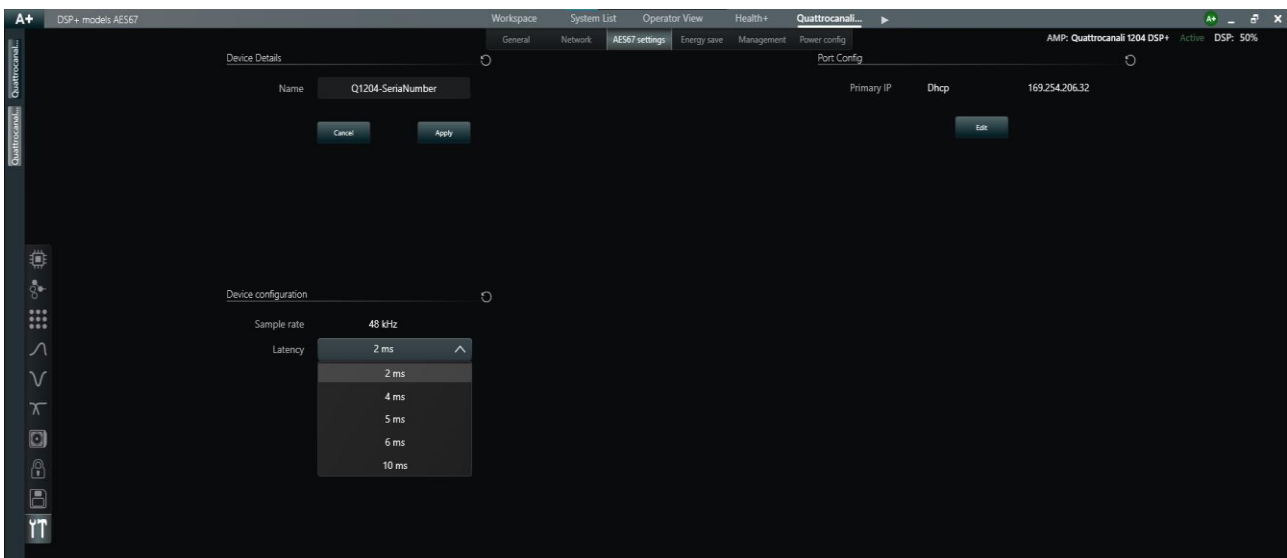 A+ DSP+ models AES67 Workspace System List Operator View Health+ Quattrocanali... A+
General Network AES67 settings Energy save Management Power config AMP: Quattrocanali 1204 DSP+ Active DSP: 50%
Quattrocanal...
Quattrocanal...
Device Details
Name Q1204-SeriaNumber
Cancel Apply
Port Config
Primary IP Dhcp 169.254.206.32
Edit
Device configuration
Sample rate 48 kHz
Latency 2 ms
2 ms
4 ms
5 ms
6 ms
10 ms